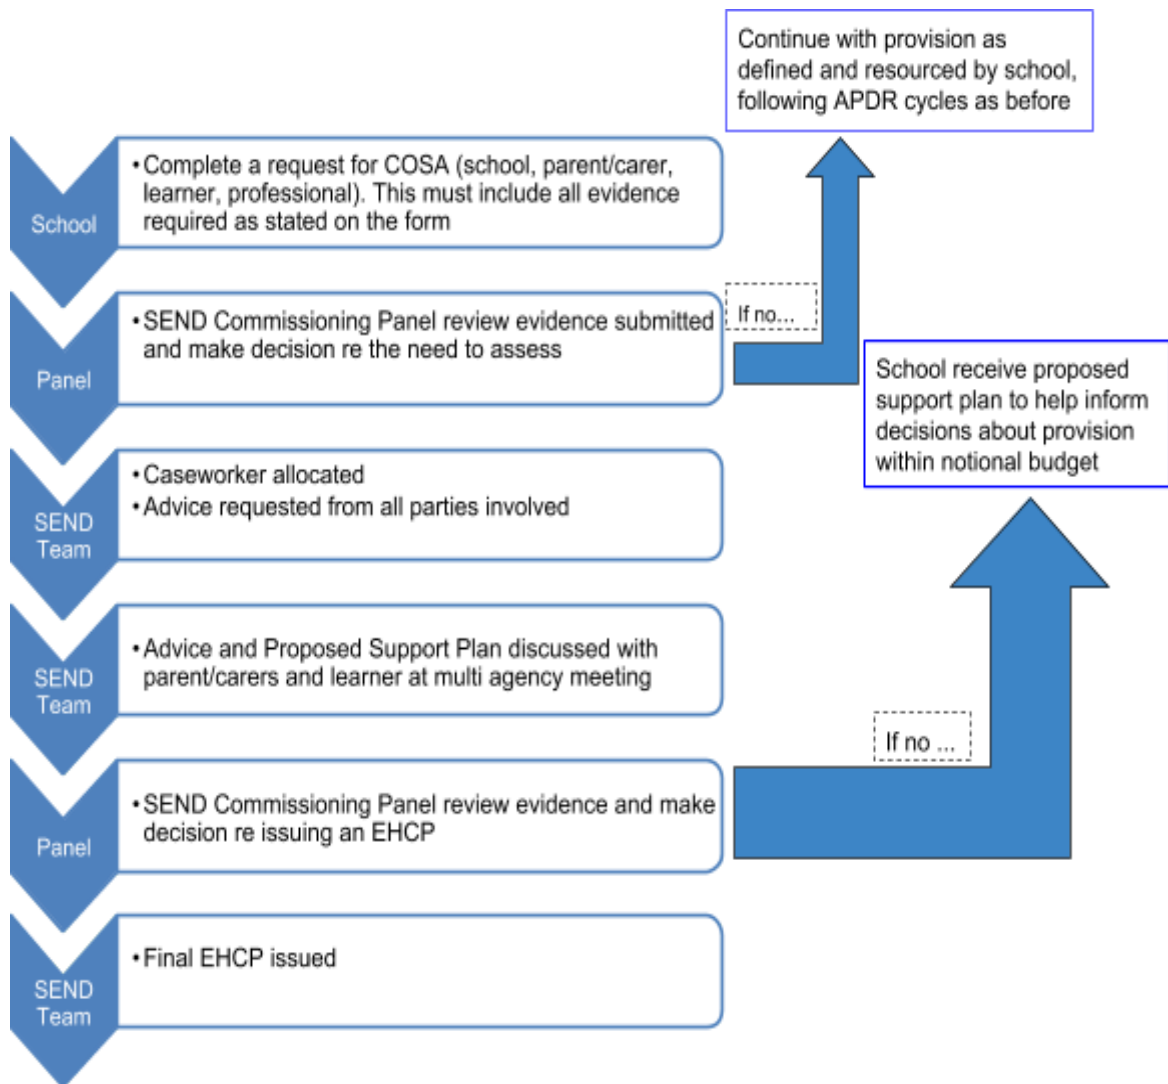 Continue with provision as
defined and resourced by school,
following APDR cycles as before
School
•Complete a request for COSA (school, parent/carer,
learner, professional). This must include all evidence
required as stated on the form
Panel
•SEND Commissioning Panel review evidence submitted
and make decision re the need to assess
If no...
School receive proposed
support plan to help inform
decisions about provision
within notional budget
SEND
Team
•Caseworker allocated
•Advice requested from all parties involved
SEND
Team
•Advice and Proposed Support Plan discussed with
parent/carers and learner at multi agency meeting
If no ...
Panel
•SEND Commissioning Panel review evidence and make
decision re issuing an EHCP
SEND
Team
•Final EHCP issued